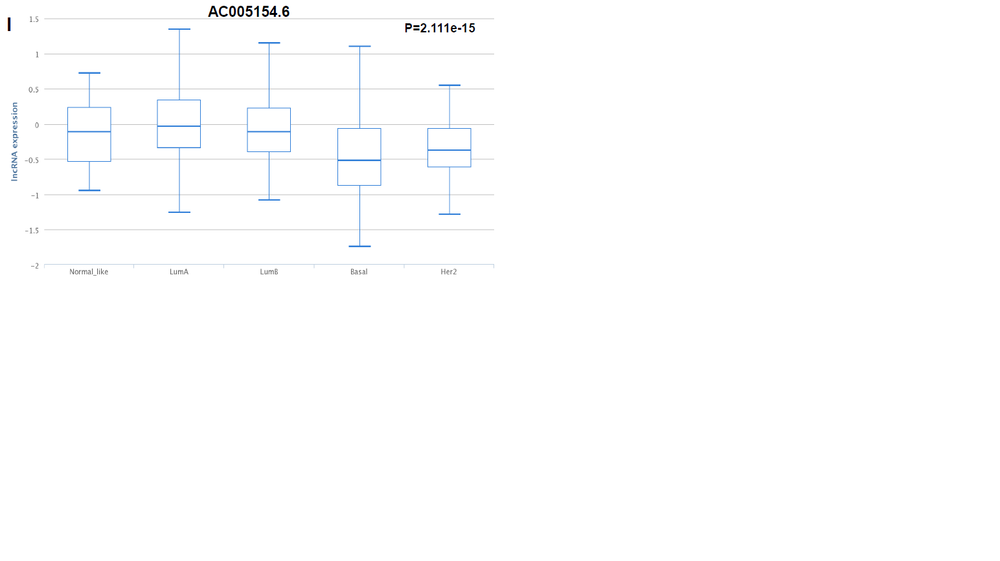 I
AC005154.6
P=2.111e-15
lncRNA expression
1.5
1
0.5
0
−0.5
−1
−1.5
−2
Normal_like LumA LumB Basal Her2